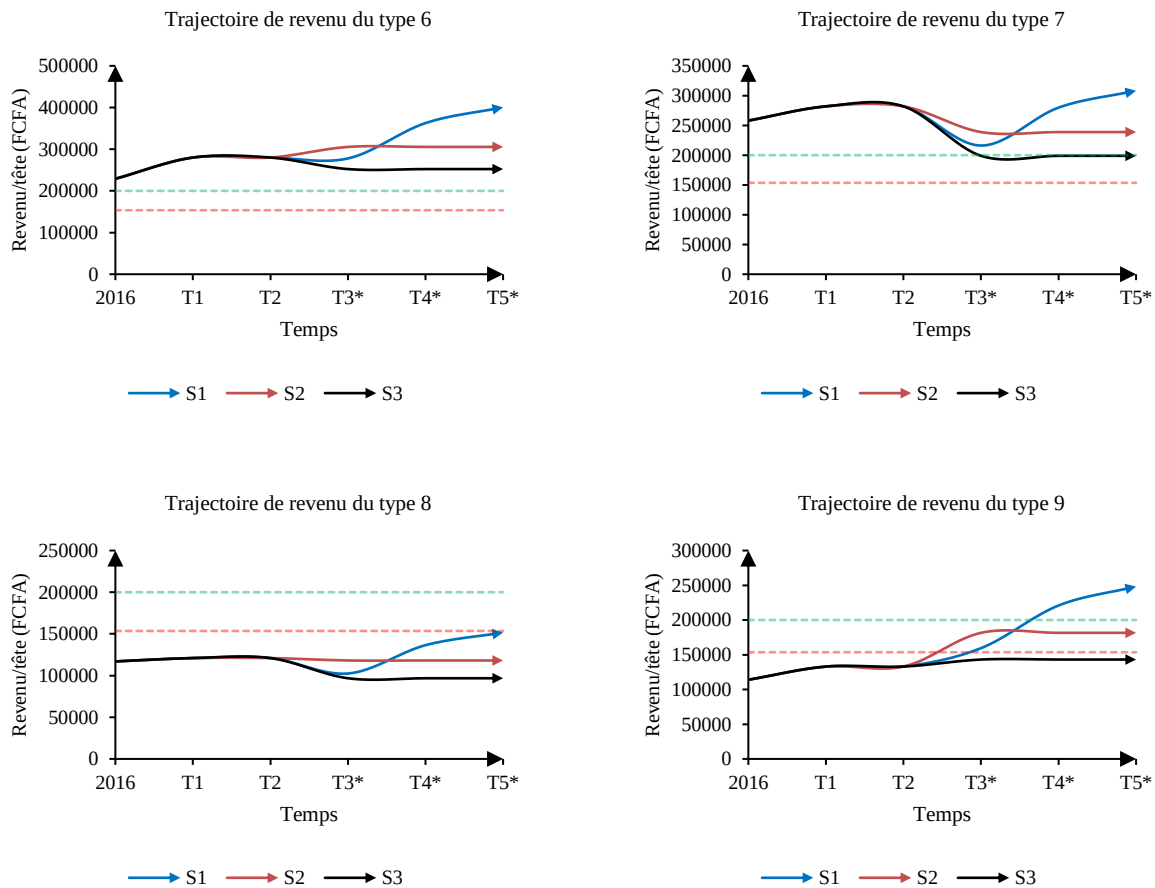 Trajectoire de revenu du type 6
Revenu/tête (FCFA)
500000
400000
300000
200000
100000
0
2016 T1 T2 T3* T4* T5*
Temps
S1 S2 S3
Trajectoire de revenu du type 7
Revenu/tête (FCFA)
350000
300000
250000
200000
150000
100000
50000
0
2016 T1 T2 T3* T4* T5*
Temps
S1 S2 S3
Trajectoire de revenu du type 8
Revenu/tête (FCFA)
250000
200000
150000
100000
50000
0
2016 T1 T2 T3* T4* T5*
Temps
S1 S2 S3
Trajectoire de revenu du type 9
Revenu/tête (FCFA)
300000
250000
200000
150000
100000
50000
0
2016 T1 T2 T3* T4* T5*
Temps
S1 S2 S3